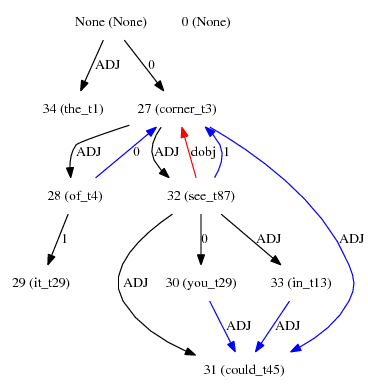 None (None) 0 (None)
ADJ 0
34 (the_t1) 27 (corner_t3)
ADJ 0 ADJ dobj 1
28 (of_t4) 32 (see_t87)
1 0 ADJ ADJ
29 (it_t29) ADJ 30 (you_t29) 33 (in_t13)
ADJ ADJ
31 (could_t45)